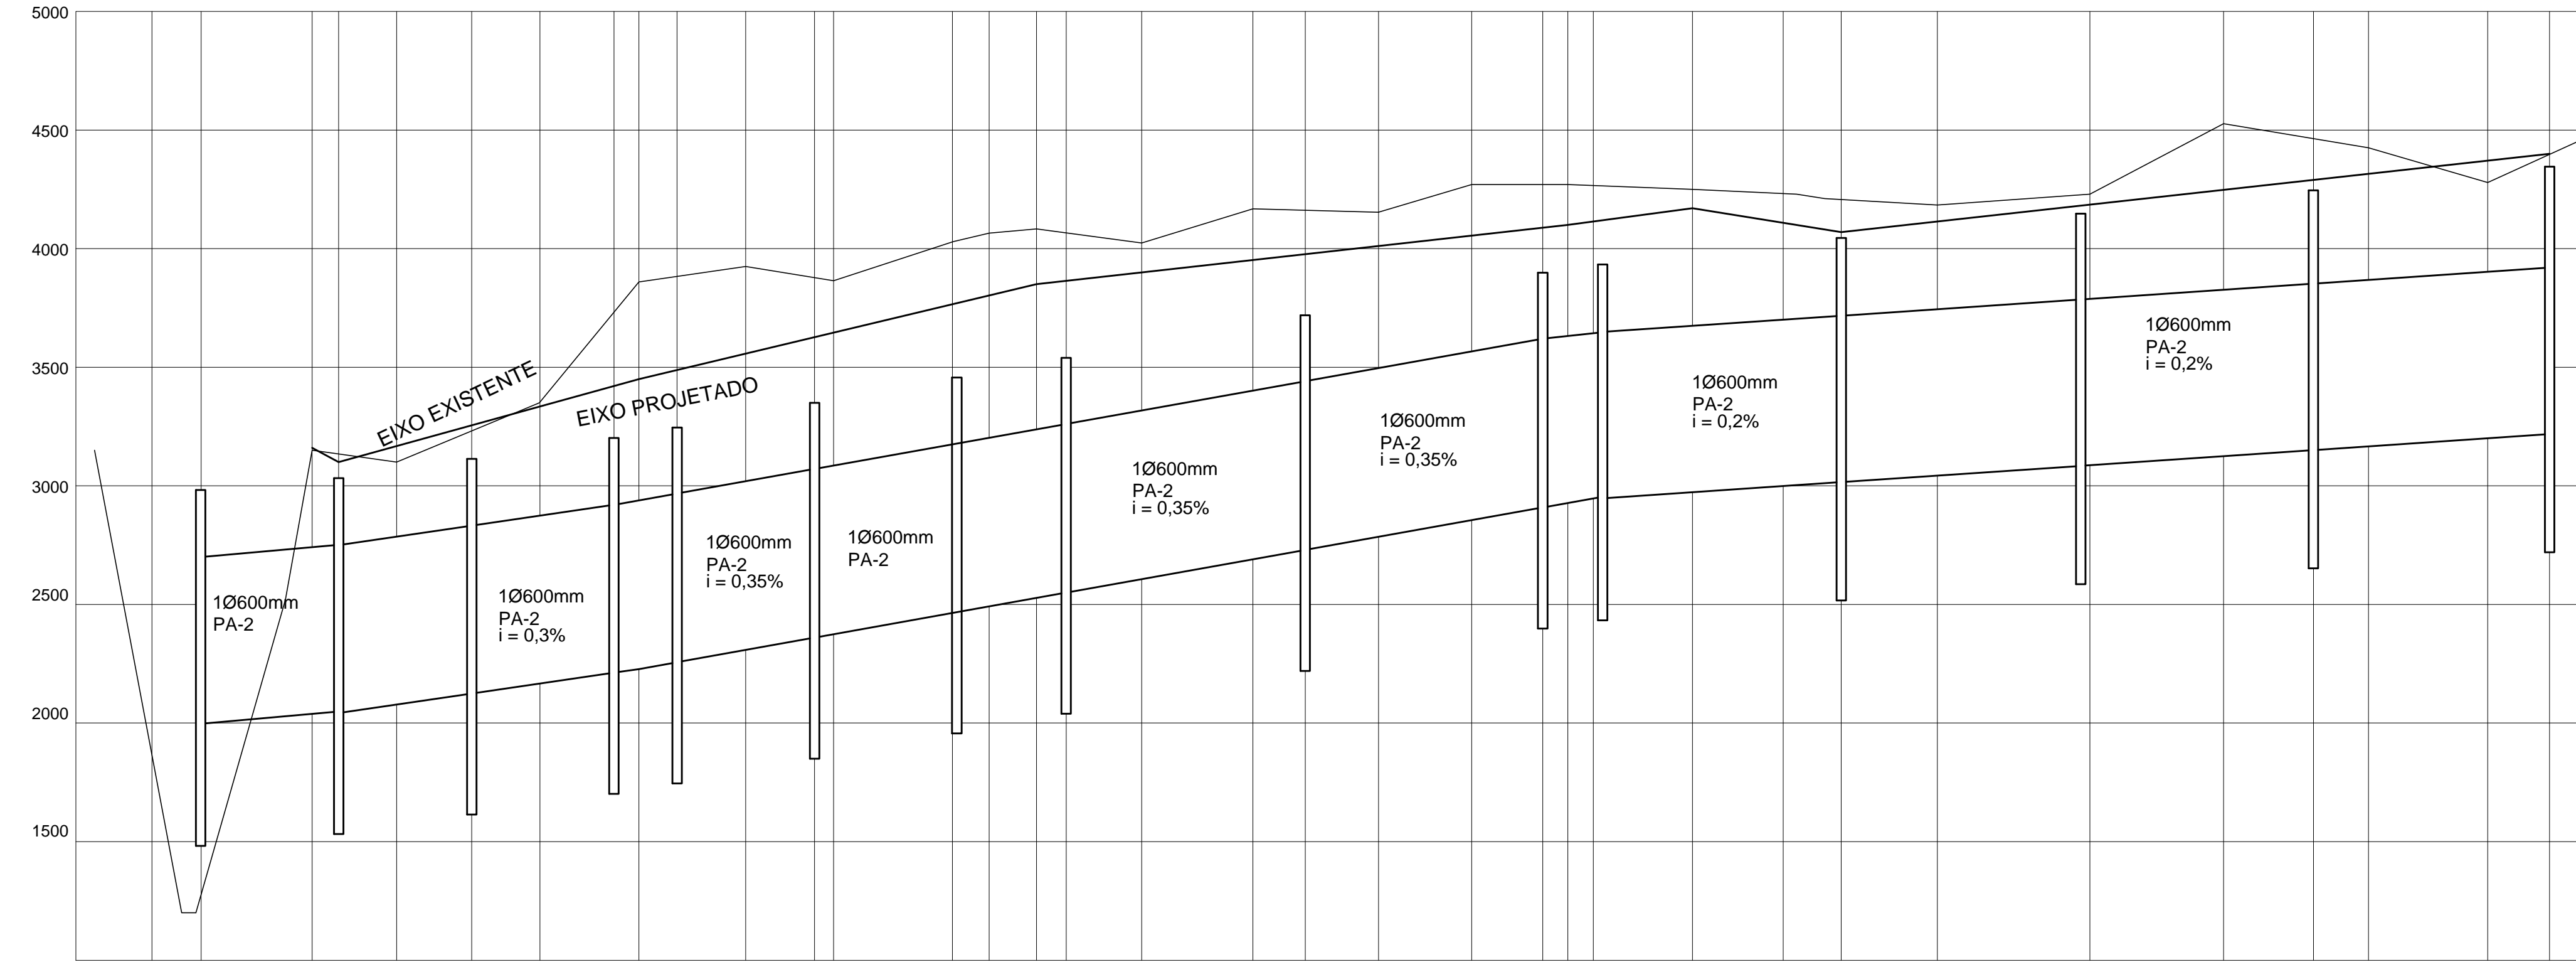 5000
4500
4000
3500
3000
2500
2000
1500
EIXO EXISTENTE
EIXO PROJETADO
1Ø600mm
PA-2
1Ø600mm
PA-2
i = 0,3%
1Ø600mm
PA-2
i = 0,35%
1Ø600mm
PA-2
1Ø600mm
PA-2
i = 0,35%
1Ø600mm
PA-2
i = 0,35%
1Ø600mm
PA-2
i = 0,2%
1Ø600mm
PA-2
i = 0,2%